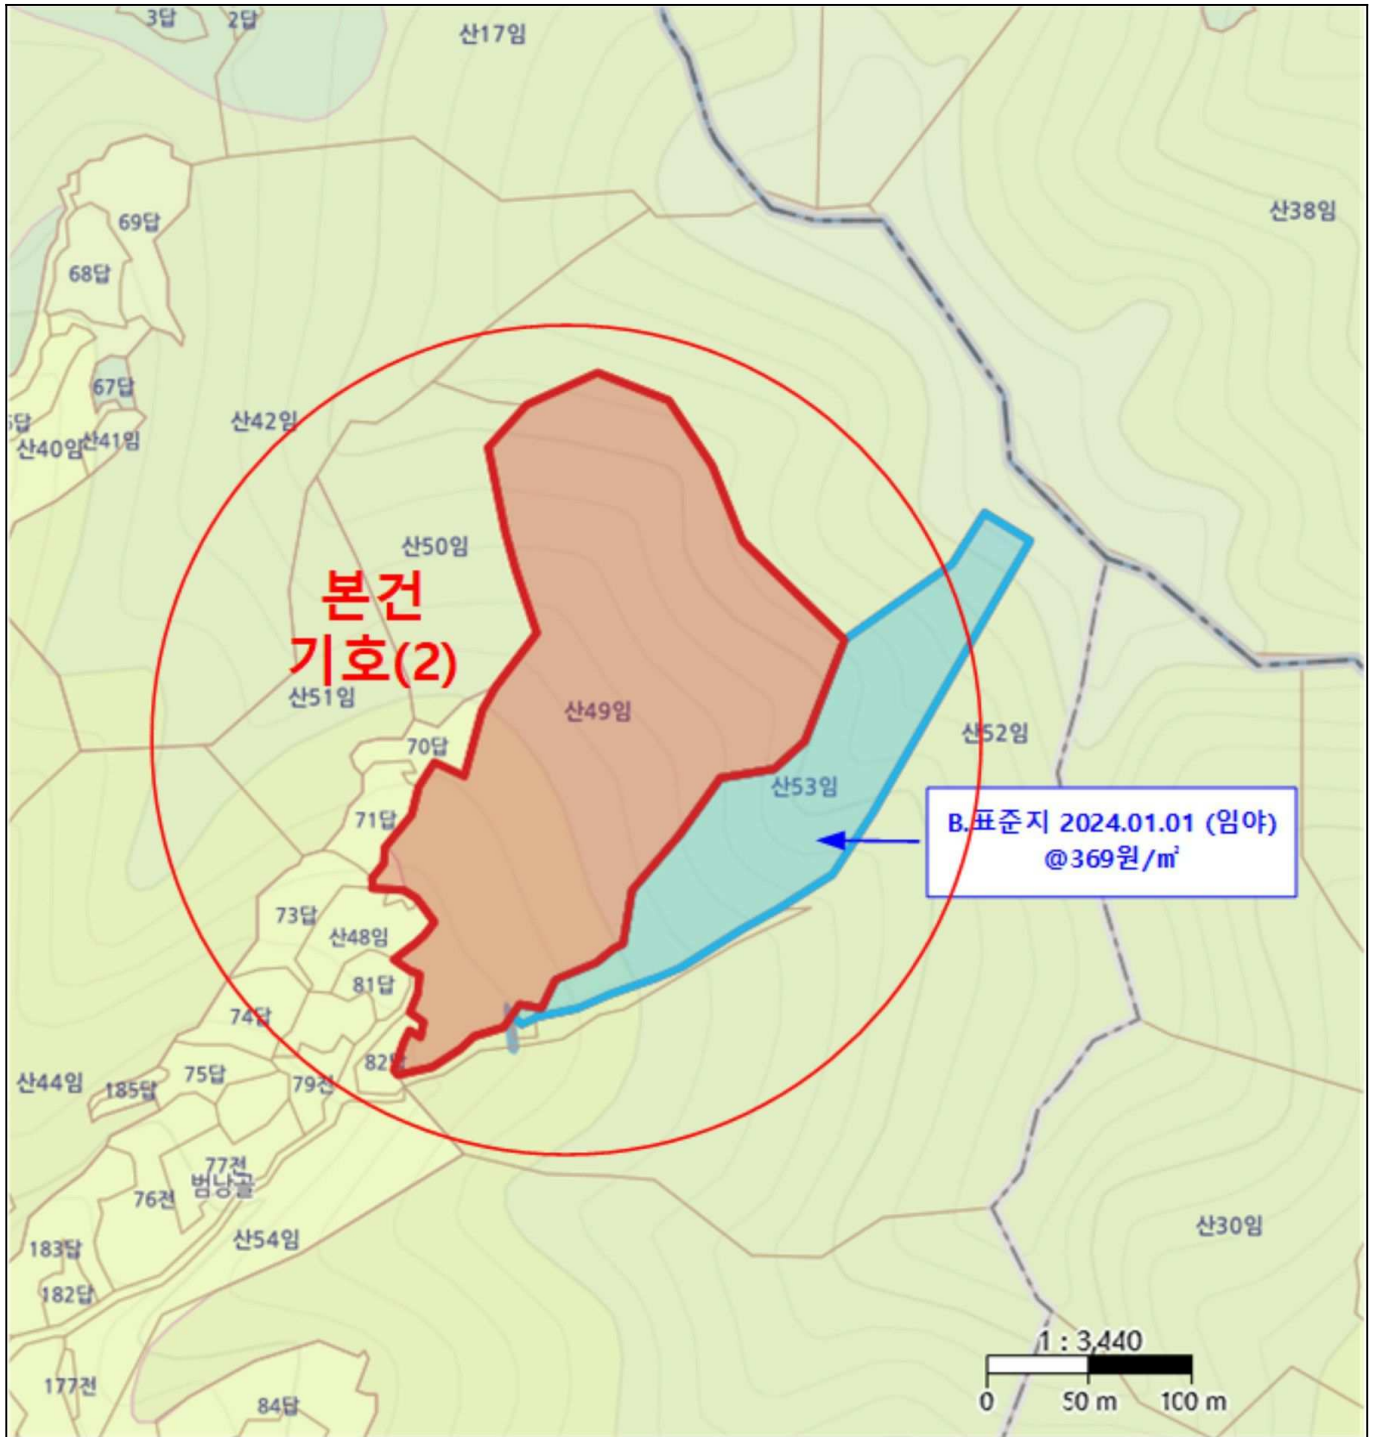 3답
2답
산17임
산38임
69답
68답
67답
답
산40임
산41임
산42임
산50임
본건
기호(2)
산51임
산49임
70답
산52임
산53임
71답
B.표준지 2024.01.01 (임야)
@369원/㎡
73답
산48임
81답
74답
82답
75답
79전
산44임
185답
77전
범낭골
76전
산54임
산30임
183답
182답
1 : 3,440
0 50 m 100 m
177전
84답